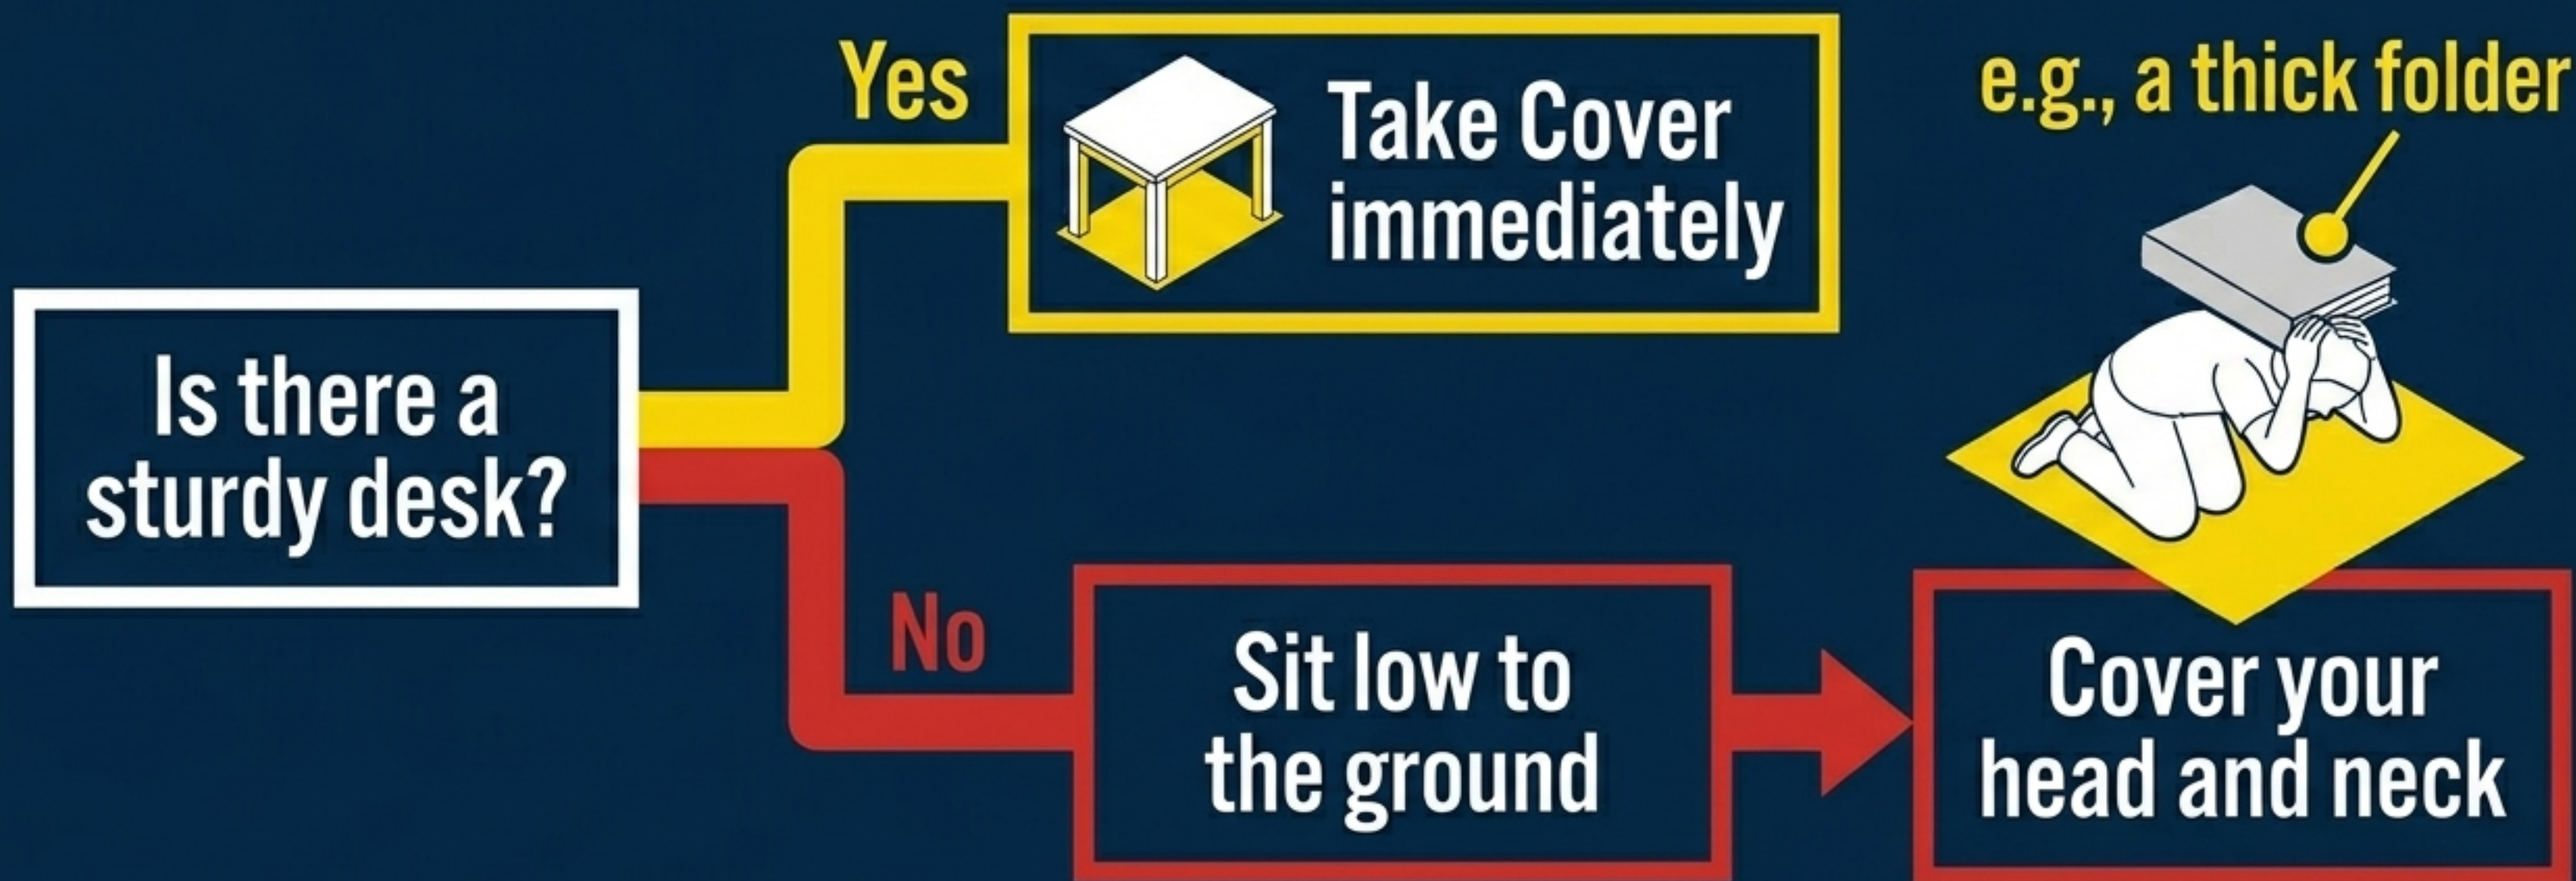 Is there a
sturdy desk?
Yes
Take Cover
immediately
No
Sit low to
the ground
e.g., a thick folder
Cover your
head and neck